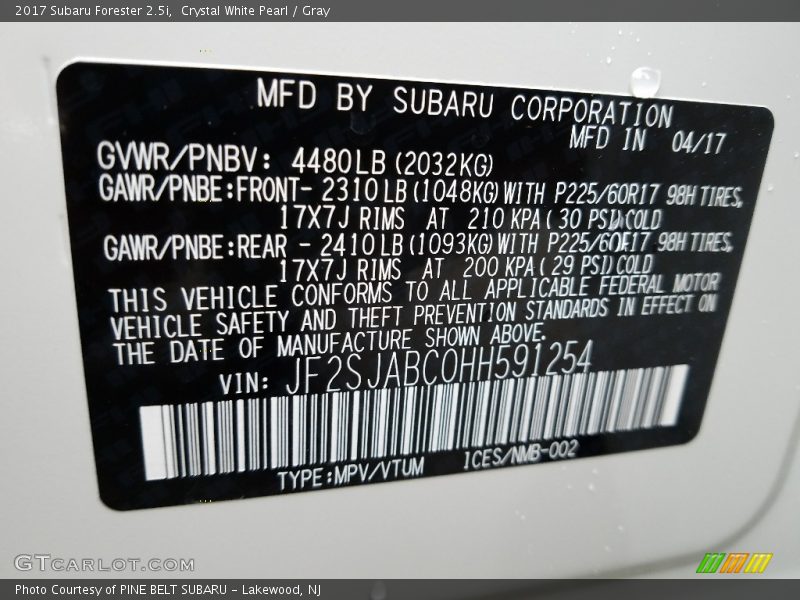 2017 Subaru Forester 2.5i,  Crystal White Pearl / Gray
MFD BY SUBARU CORPORATION
MFD IN 04/17
GVWR/PNBV: 4480LB (2032KG)
GAWR/PNBE:FRONT- 2310LB (1048KG) WITH P225/60R17 98H TIRES,
17X7J RIMS AT 210 KPA ( 30 PSI) COLD
GAWR/PNBE:REAR - 2410LB (1093KG) WITH P225/60R17 98H TIRES,
17X7J RIMS AT 200 KPA ( 29 PSI) COLD
THIS VEHICLE CONFORMS TO ALL APPLICABLE FEDERAL MOTOR
VEHICLE SAFETY AND THEFT PREVENTION STANDARDS IN EFFECT ON
THE DATE OF MANUFACTURE SHOWN ABOVE.
VIN: JF2SJABC0HH591254
TYPE:MPV/VTUM ICES/NMB-002
GTCARLOT.COM
Photo Courtesy of PINE BELT SUBARU – Lakewood, NJ